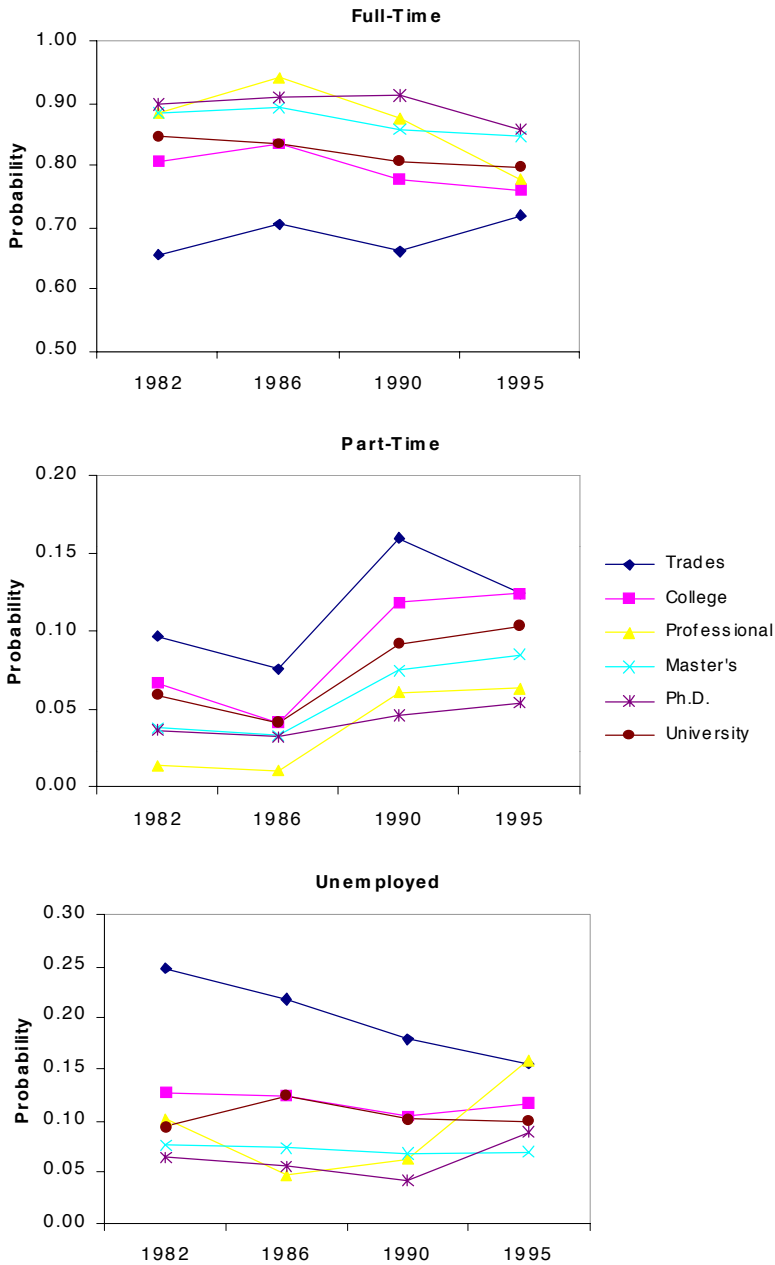 Full-Time
1.00
0.90
0.80
0.70
0.60
0.50
Probability
1982 1986 1990 1995
Part-Time
0.20
0.15
0.10
0.05
0.00
Probability
1982 1986 1990 1995
Trades
College
Professional
Master's
Ph.D.
University
Unemployed
0.30
0.25
0.20
0.15
0.10
0.05
0.00
Probability
1982 1986 1990 1995